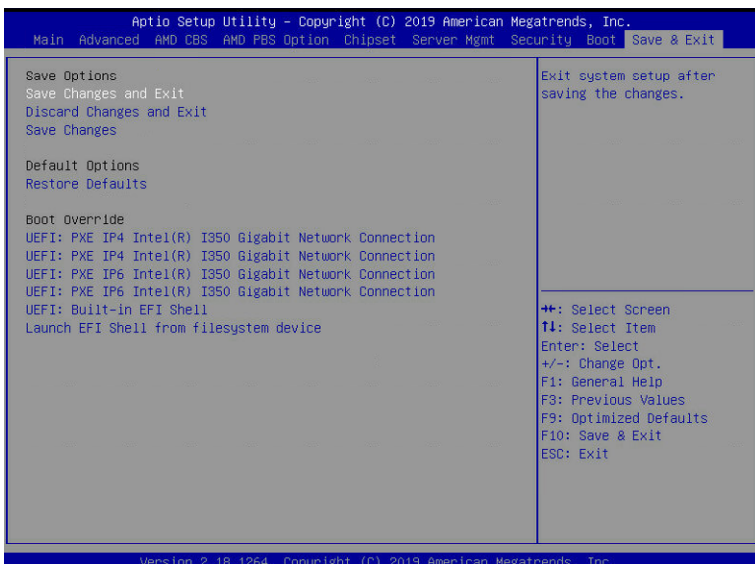 Aptio Setup Utility – Copyright (C) 2019 American Megatrends, Inc.
Main Advanced AMD CBS AMD PBS Option Chipset Server Mgmt Security Boot Save & Exit
Save Options
Save Changes and Exit
Discard Changes and Exit
Save Changes
Default Options
Restore Defaults
Boot Override
UEFI: PXE IP4 Intel(R) I350 Gigabit Network Connection
UEFI: PXE IP4 Intel(R) I350 Gigabit Network Connection
UEFI: PXE IP6 Intel(R) I350 Gigabit Network Connection
UEFI: PXE IP6 Intel(R) I350 Gigabit Network Connection
UEFI: Built-in EFI Shell
Launch EFI Shell from filesystem device
Exit system setup after
saving the changes.
→←: Select Screen
↑↓: Select Item
Enter: Select
+/-: Change Opt.
F1: General Help
F3: Previous Values
F9: Optimized Defaults
F10: Save & Exit
ESC: Exit
Version 2.18.1264. Copyright (C) 2019 American Megatrends, Inc.